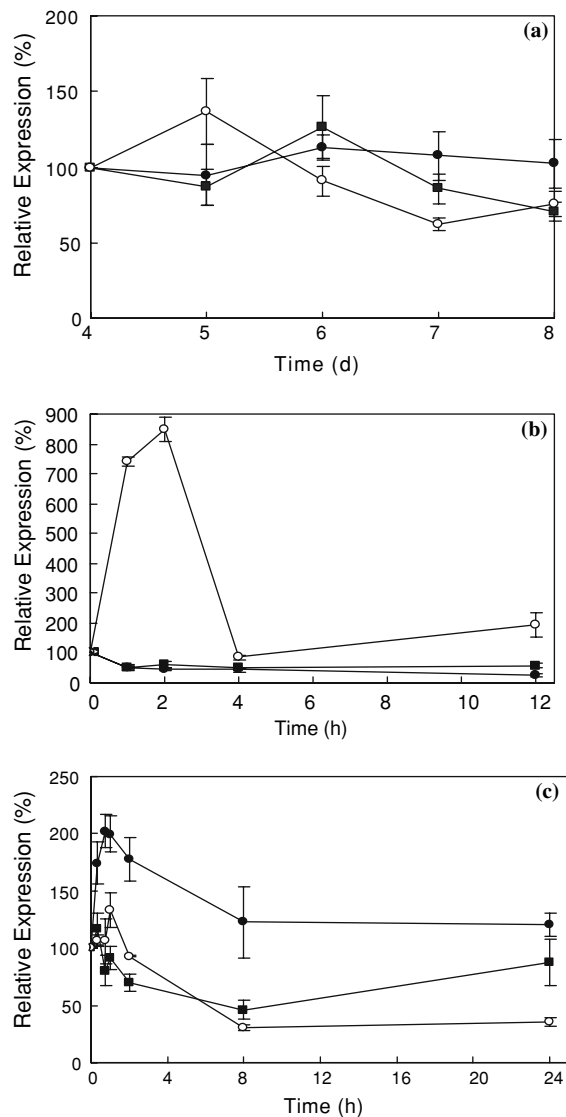 (a)
Relative Expression (%)
200
150
100
50
0
4 5 6 7 8
Time (d)
(b)
Relative Expression (%)
900
800
700
600
500
400
300
200
100
0
0 2 4 6 8 10 12
Time (h)
(c)
Relative Expression (%)
250
200
150
100
50
0
0 4 8 12 16 20 24
Time (h)